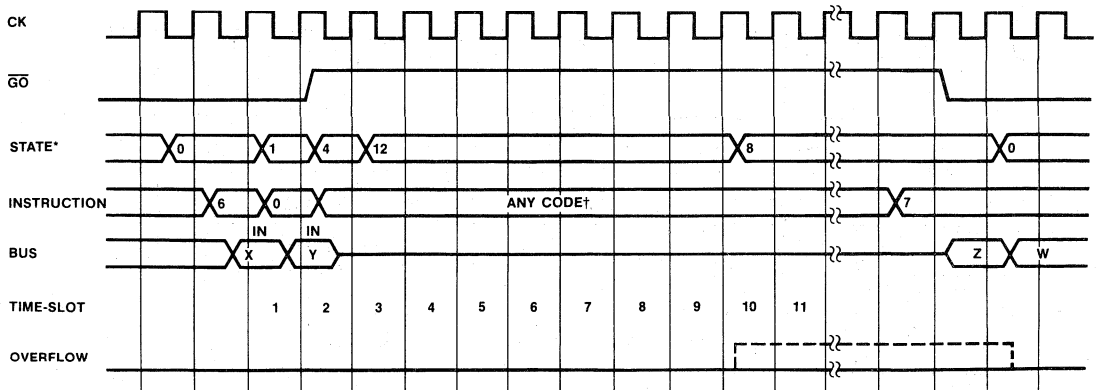 CK
GO
STATE* 0 1 4 12 8 0
INSTRUCTION 6 0 ANY CODE† 7
IN IN
BUS X Y Z W
TIME-SLOT 1 2 3 4 5 6 7 8 9 10 11
OVERFLOW